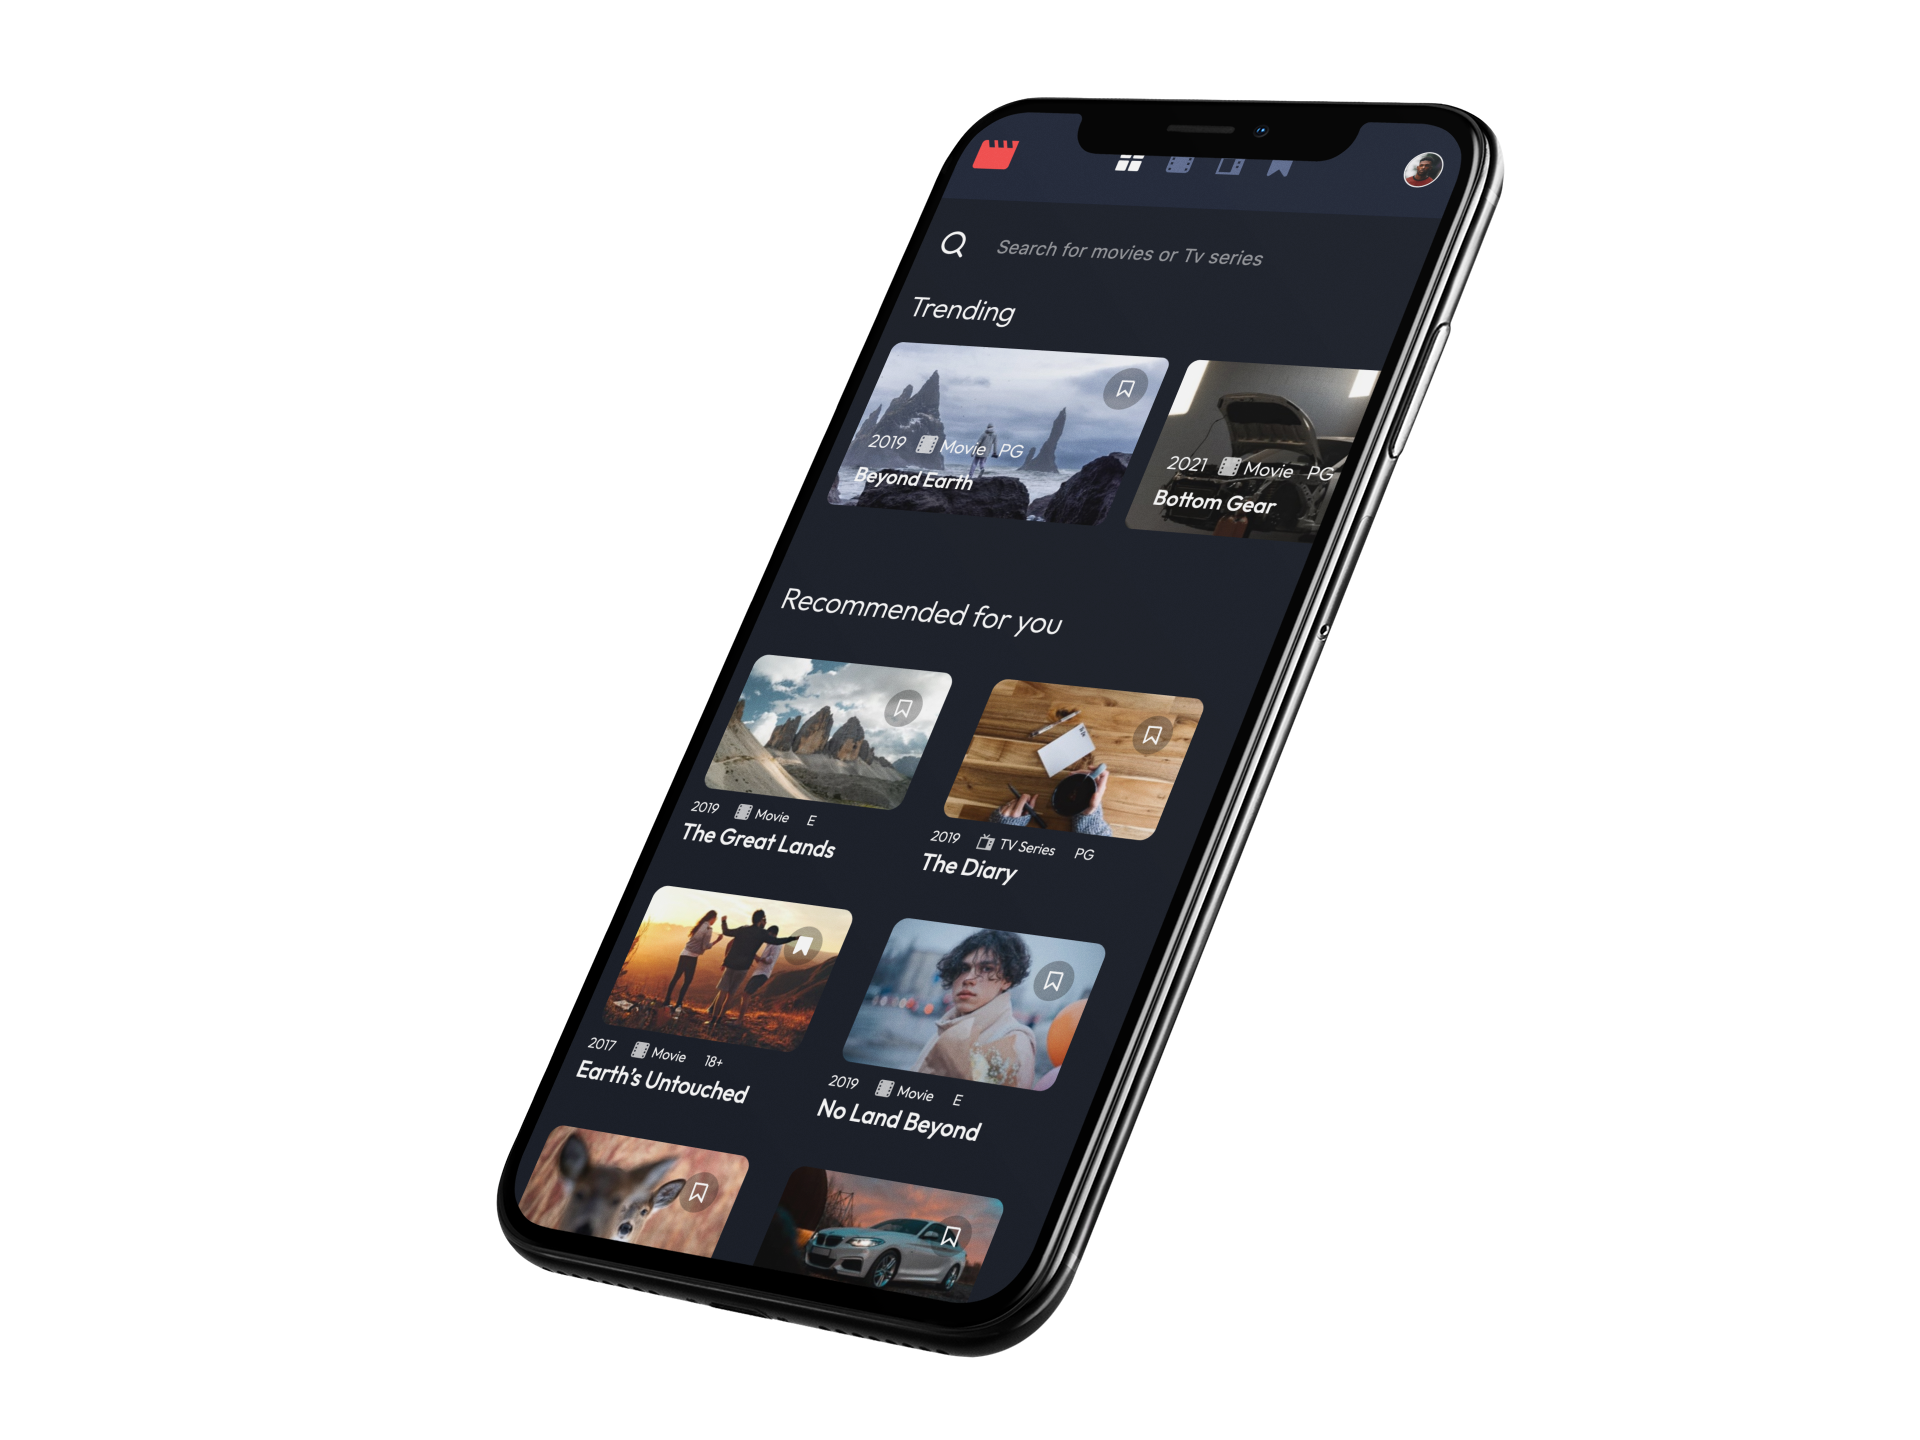 Search for movies or Tv series
Trending
2019 Movie PG
Beyond Earth
2021 Movie PG
Bottom Gear
Recommended for you
2019 Movie E
The Great Lands
2019 TV Series PG
The Diary
2017 Movie 18+
Earth's Untouched
2019 Movie E
No Land Beyond